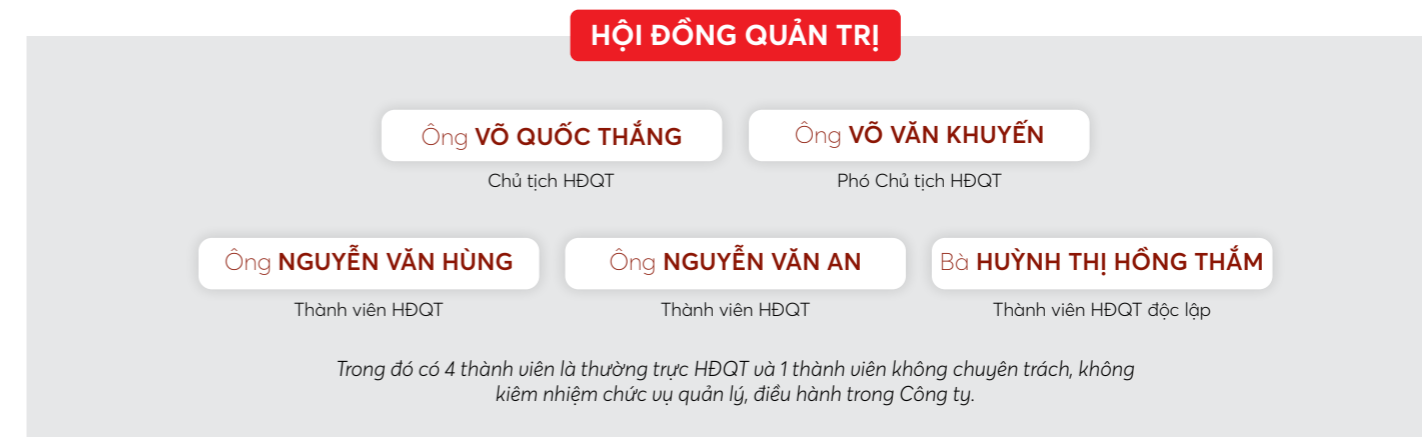 HỘI ĐỒNG QUẢN TRỊ
Ông VÕ QUỐC THẮNG
Ông VÕ VĂN KHUYẾN
Chủ tịch HĐQT
Phó Chủ tịch HĐQT
Ông NGUYỄN VĂN HÙNG
Ông NGUYỄN VĂN AN
Bà HUỲNH THỊ HỒNG THẮM
Thành viên HĐQT
Thành viên HĐQT
Thành viên HĐQT độc lập
Trong đó có 4 thành viên là thường trực HĐQT và 1 thành viên không chuyên trách, không
kiêm nhiệm chức vụ quản lý, điều hành trong Công ty.